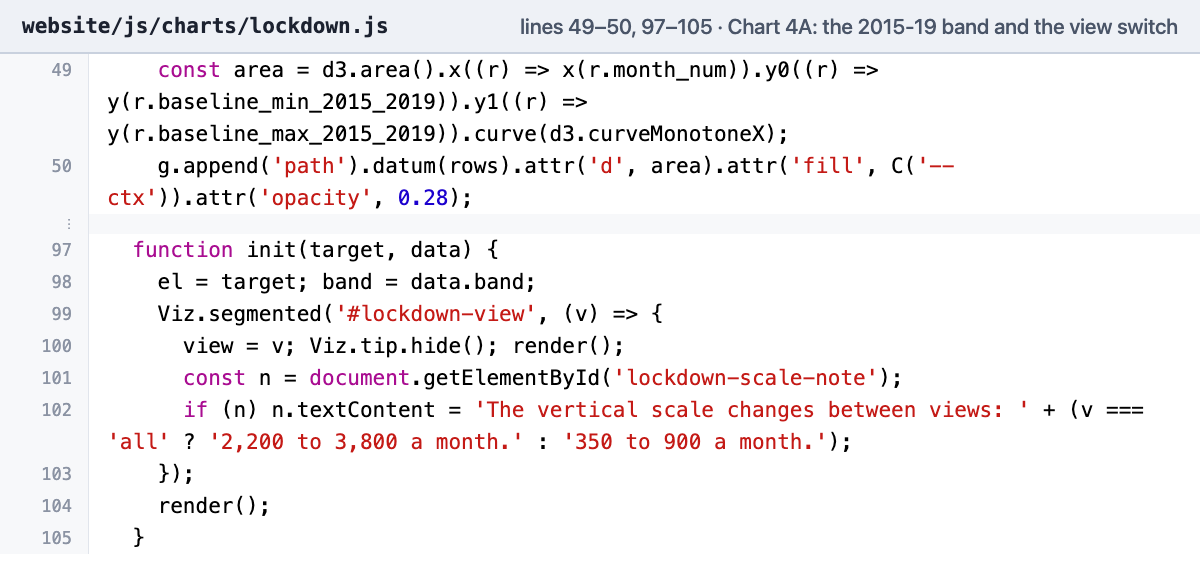 website/js/charts/lockdown.js
lines 49–50, 97–105 · Chart 4A: the 2015-19 band and the view switch
49 const area = d3.area().x((r) => x(r.month_num)).y0((r) =>
y(r.baseline_min_2015_2019)).y1((r) =>
y(r.baseline_max_2015_2019)).curve(d3.curveMonotoneX);
50 g.append('path').datum(rows).attr('d', area).attr('fill', C('--
ctx')).attr('opacity', 0.28);
⋮
97 function init(target, data) {
98 el = target; band = data.band;
99 Viz.segmented('#lockdown-view', (v) => {
100 view = v; Viz.tip.hide(); render();
101 const n = document.getElementById('lockdown-scale-note');
102 if (n) n.textContent = 'The vertical scale changes between views: ' + (v ===
'all' ? '2,200 to 3,800 a month.' : '350 to 900 a month.');
103 });
104 render();
105 }